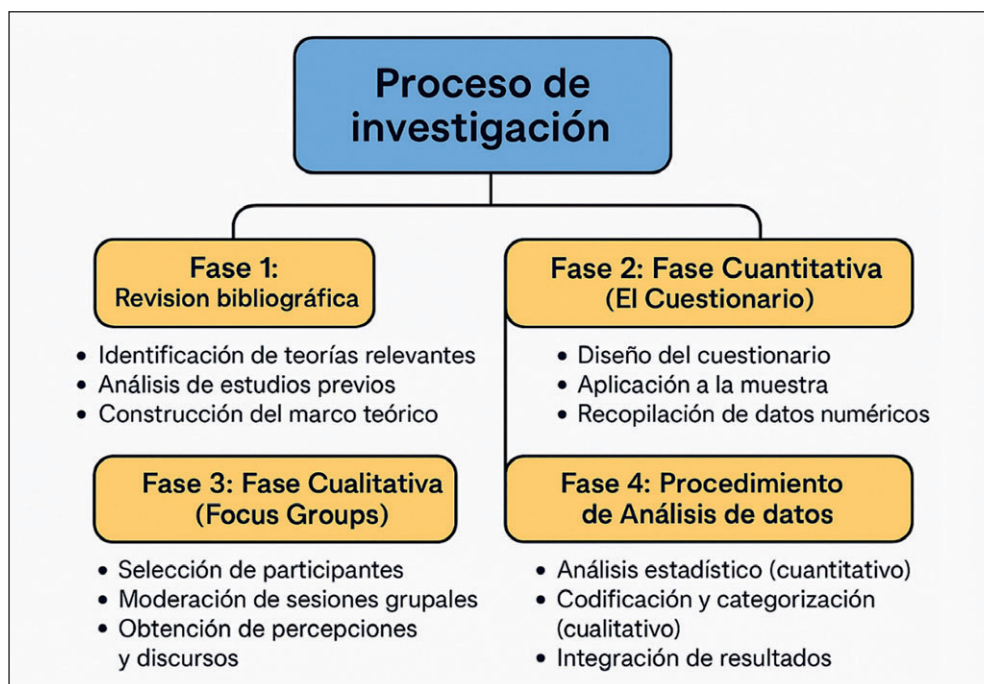 Proceso de
investigación
Fase 1:
Revision bibliográfica
• Identificación de teorías relevantes
• Análisis de estudios previos
• Construcción del marco teórico
Fase 2: Fase Cuantitativa
(El Cuestionario)
• Diseño del cuestionario
• Aplicación a la muestra
• Recopilación de datos numéricos
Fase 3: Fase Cualitativa
(Focus Groups)
• Selección de participantes
• Moderación de sesiones grupales
• Obtención de percepciones
y discursos
Fase 4: Procedimiento
de Análisis de datos
• Análisis estadístico (cuantitativo)
• Codificación y categorización
(cualitativo)
• Integración de resultados